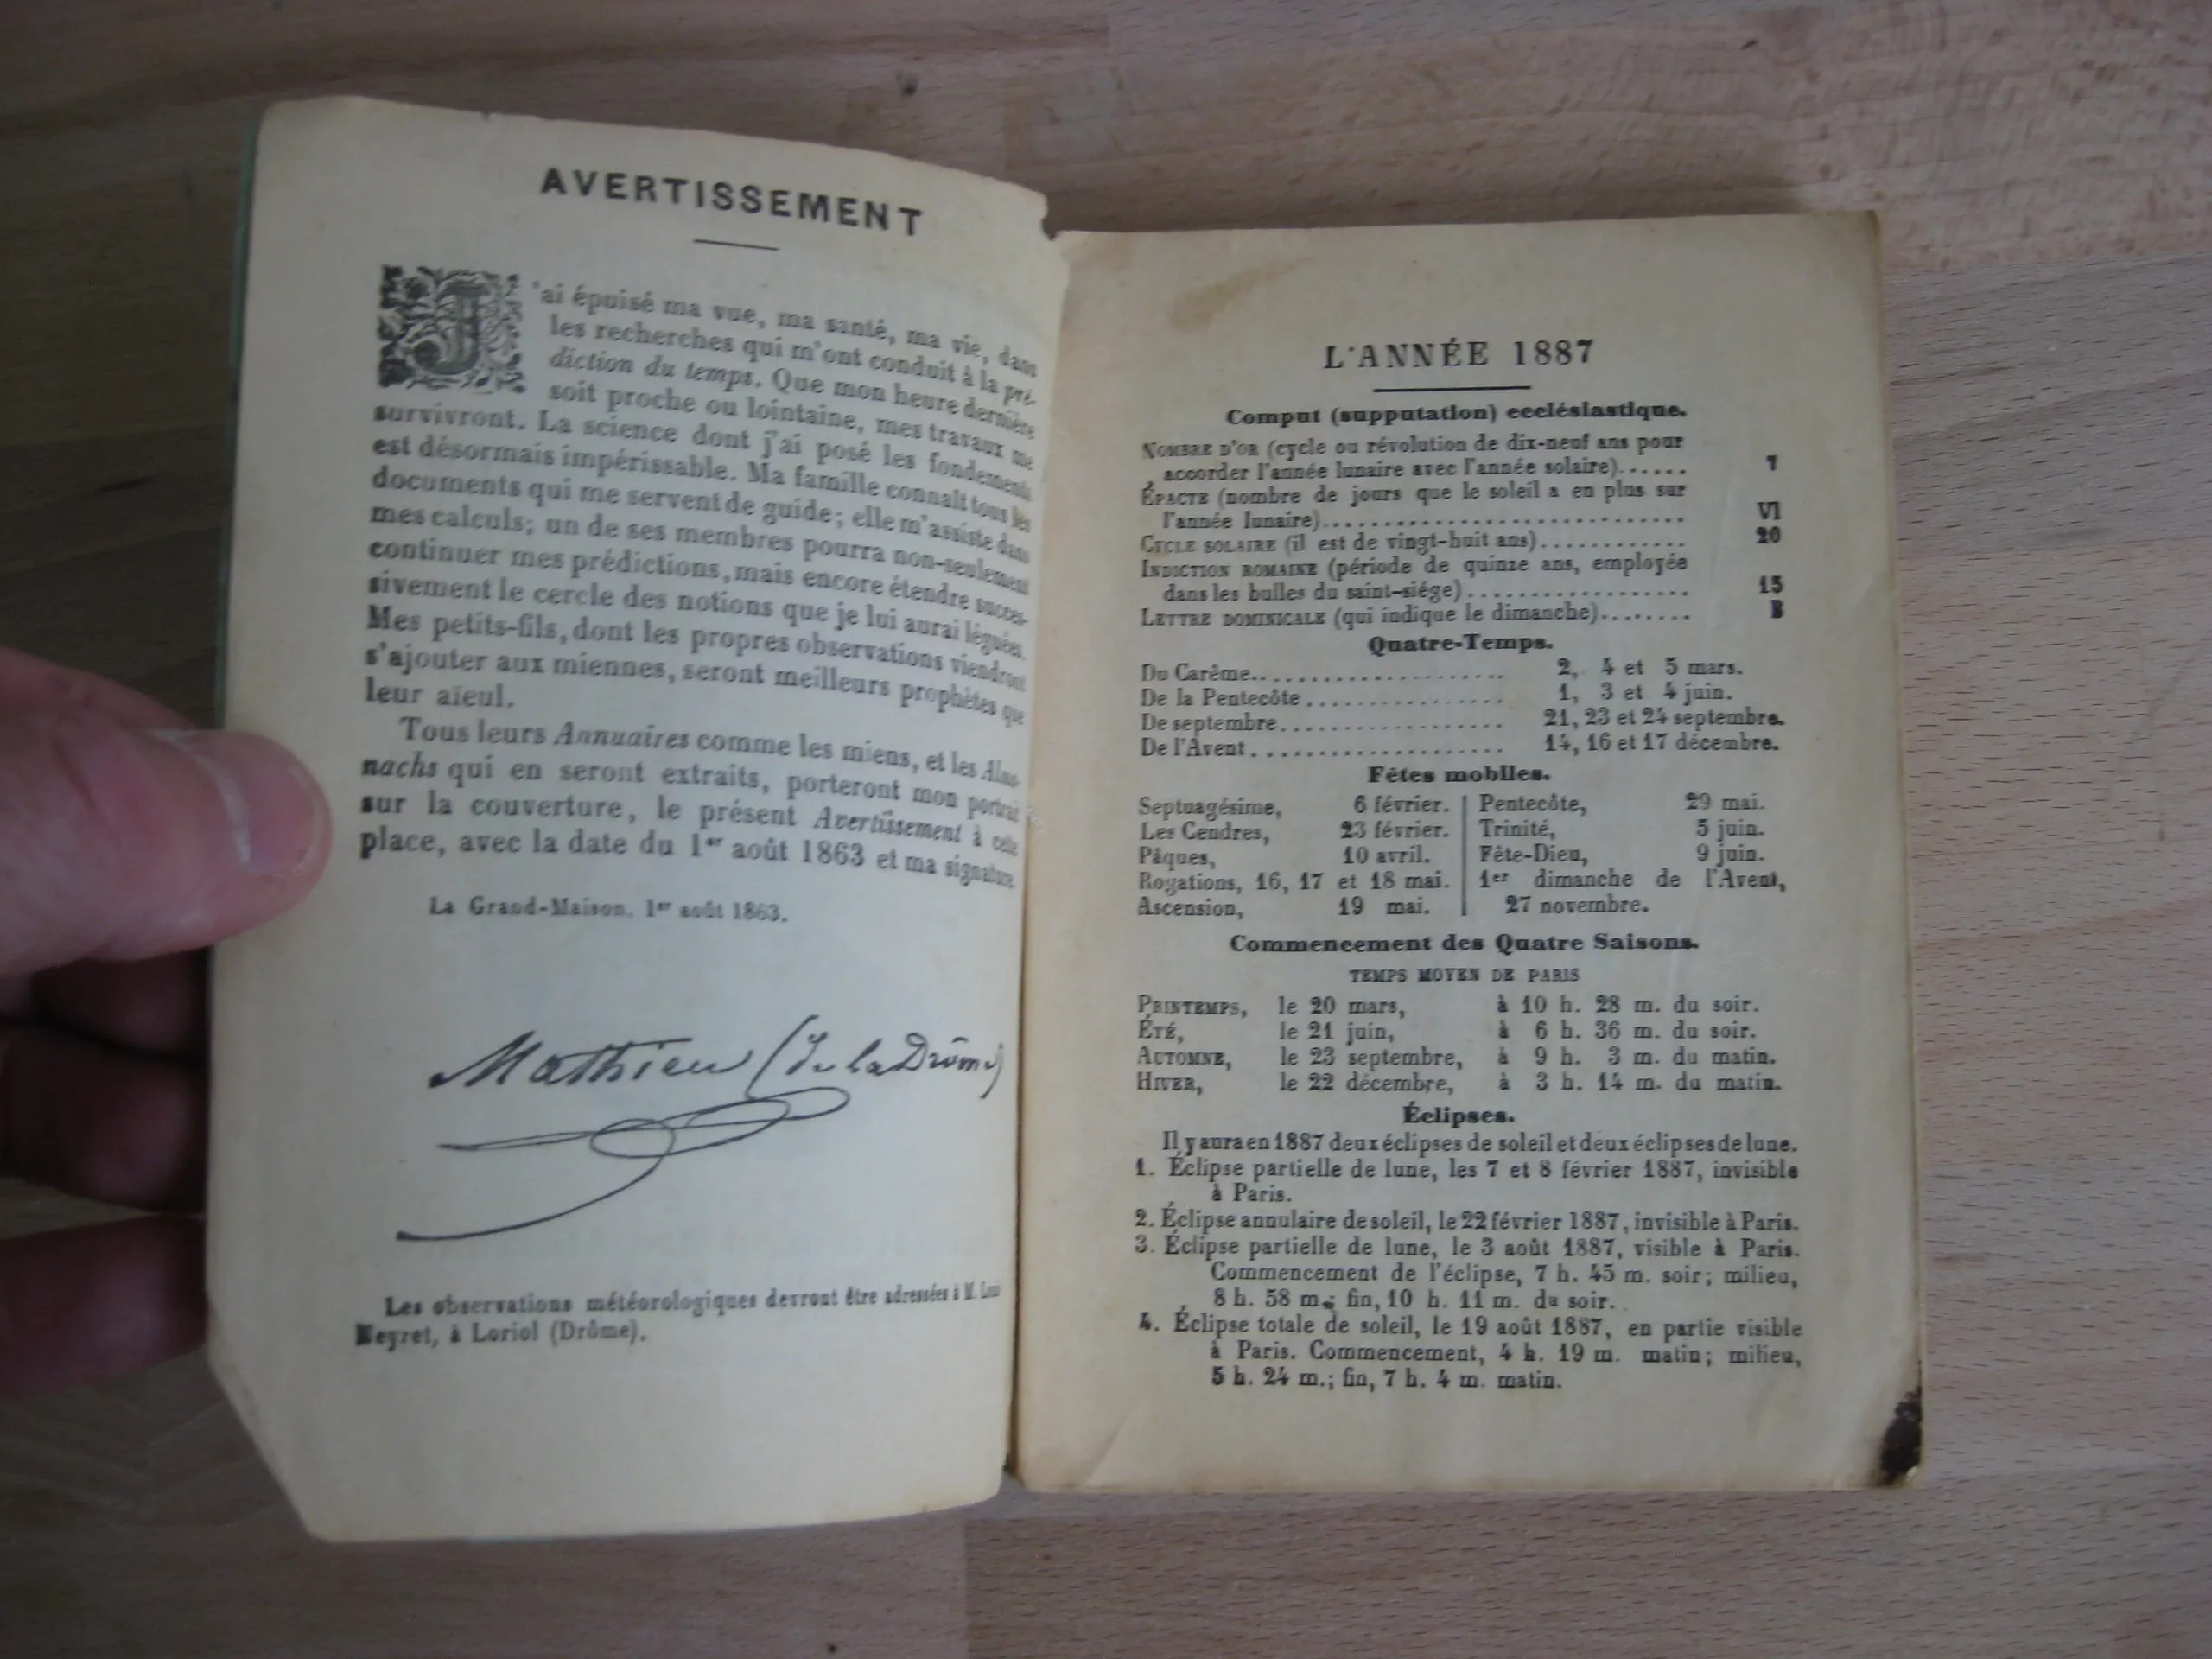 AVERTISSEMENT
J'ai épuisé ma vue, ma santé, ma vie, dans
les recherches qui m'ont conduit à la pré-
diction du temps. Que mon heure dernière
soit proche ou lointaine, mes travaux me
survivront. La science dont j'ai posé les fondements
est désormais impérissable. Ma famille connaît tous les
documents qui me servent de guide; elle m'assiste dans
mes calculs; un de ses membres pourra non-seulement
continuer mes prédictions, mais encore étendre succes-
sivement le cercle des notions que je lui aurai léguées.
Mes petits-fils, dont les propres observations viendront
s'ajouter aux miennes, seront meilleurs prophètes que
leur aïeul.
Tous leurs Annuaires comme les miens, et les Alma-
nachs qui en seront extraits, porteront mon portrait
sur la couverture, le présent Avertissement à cette
place, avec la date du 1er août 1863 et ma signature.
La Grand-Maison, 1er août 1863.
Mathieu (de la Drôme)
Les observations météorologiques devront être adressées à M. Louis
Neyret, à Loriol (Drôme).
L'ANNÉE 1887
Comput (supputation) ecclésiastique.
NOMBRE D'OR (cycle ou révolution de dix-neuf ans pour
accorder l'année lunaire avec l'année solaire)...... 7
ÉPACTE (nombre de jours que le soleil a en plus sur
l'année lunaire)............................ VI
CYCLE SOLAIRE (il est de vingt-huit ans)............ 20
INDICTION ROMAINE (période de quinze ans, employée
dans les bulles du saint-siége).................. 15
LETTRE DOMINICALE (qui indique le dimanche)........ B
Quatre-Temps.
Du Carême...................... 2, 4 et 5 mars.
De la Pentecôte................. 1, 3 et 4 juin.
De septembre................... 21, 23 et 24 septembre.
De l'Avent...................... 14, 16 et 17 décembre.
Fêtes mobiles.
Septuagésime, 6 février. Pentecôte, 29 mai.
Les Cendres, 23 février. Trinité, 5 juin.
Pâques, 10 avril. Fête-Dieu, 9 juin.
Rogations, 16, 17 et 18 mai. 1er dimanche de l'Avent,
Ascension, 19 mai. 27 novembre.
Commencement des Quatre Saisons.
TEMPS MOYEN DE PARIS
PRINTEMPS, le 20 mars, à 10 h. 28 m. du soir.
ÉTÉ, le 21 juin, à 6 h. 36 m. du soir.
AUTOMNE, le 23 septembre, à 9 h. 3 m. du matin.
HIVER, le 22 décembre, à 3 h. 14 m. du matin.
Éclipses.
Il y aura en 1887 deux éclipses de soleil et deux éclipses de lune.
1. Éclipse partielle de lune, les 7 et 8 février 1887, invisible
à Paris.
2. Éclipse annulaire de soleil, le 22 février 1887, invisible à Paris.
3. Éclipse partielle de lune, le 3 août 1887, visible à Paris.
Commencement de l'éclipse, 7 h. 45 m. soir; milieu,
8 h. 58 m.; fin, 10 h. 11 m. du soir.
4. Éclipse totale de soleil, le 19 août 1887, en partie visible
à Paris. Commencement, 4 h. 19 m. matin; milieu,
5 h. 24 m.; fin, 7 h. 4 m. matin.